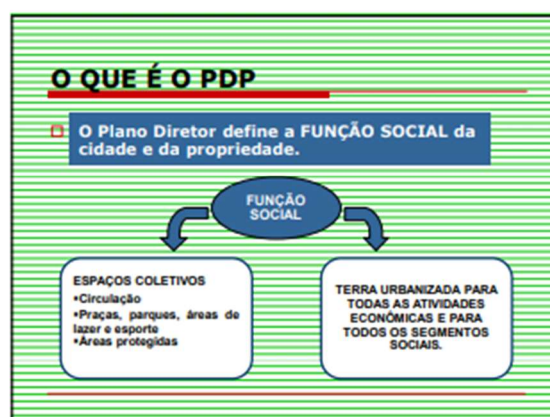 O QUE É O PDP
O Plano Diretor define a FUNÇÃO SOCIAL da
cidade e da propriedade.
FUNÇÃO
SOCIAL
ESPAÇOS COLETIVOS
▪Circulação
▪Praças, parques, áreas de
lazer e esporte
▪Áreas protegidas
TERRA URBANIZADA PARA
TODAS AS ATIVIDADES
ECONÔMICAS E PARA
TODOS OS SEGMENTOS
SOCIAIS.